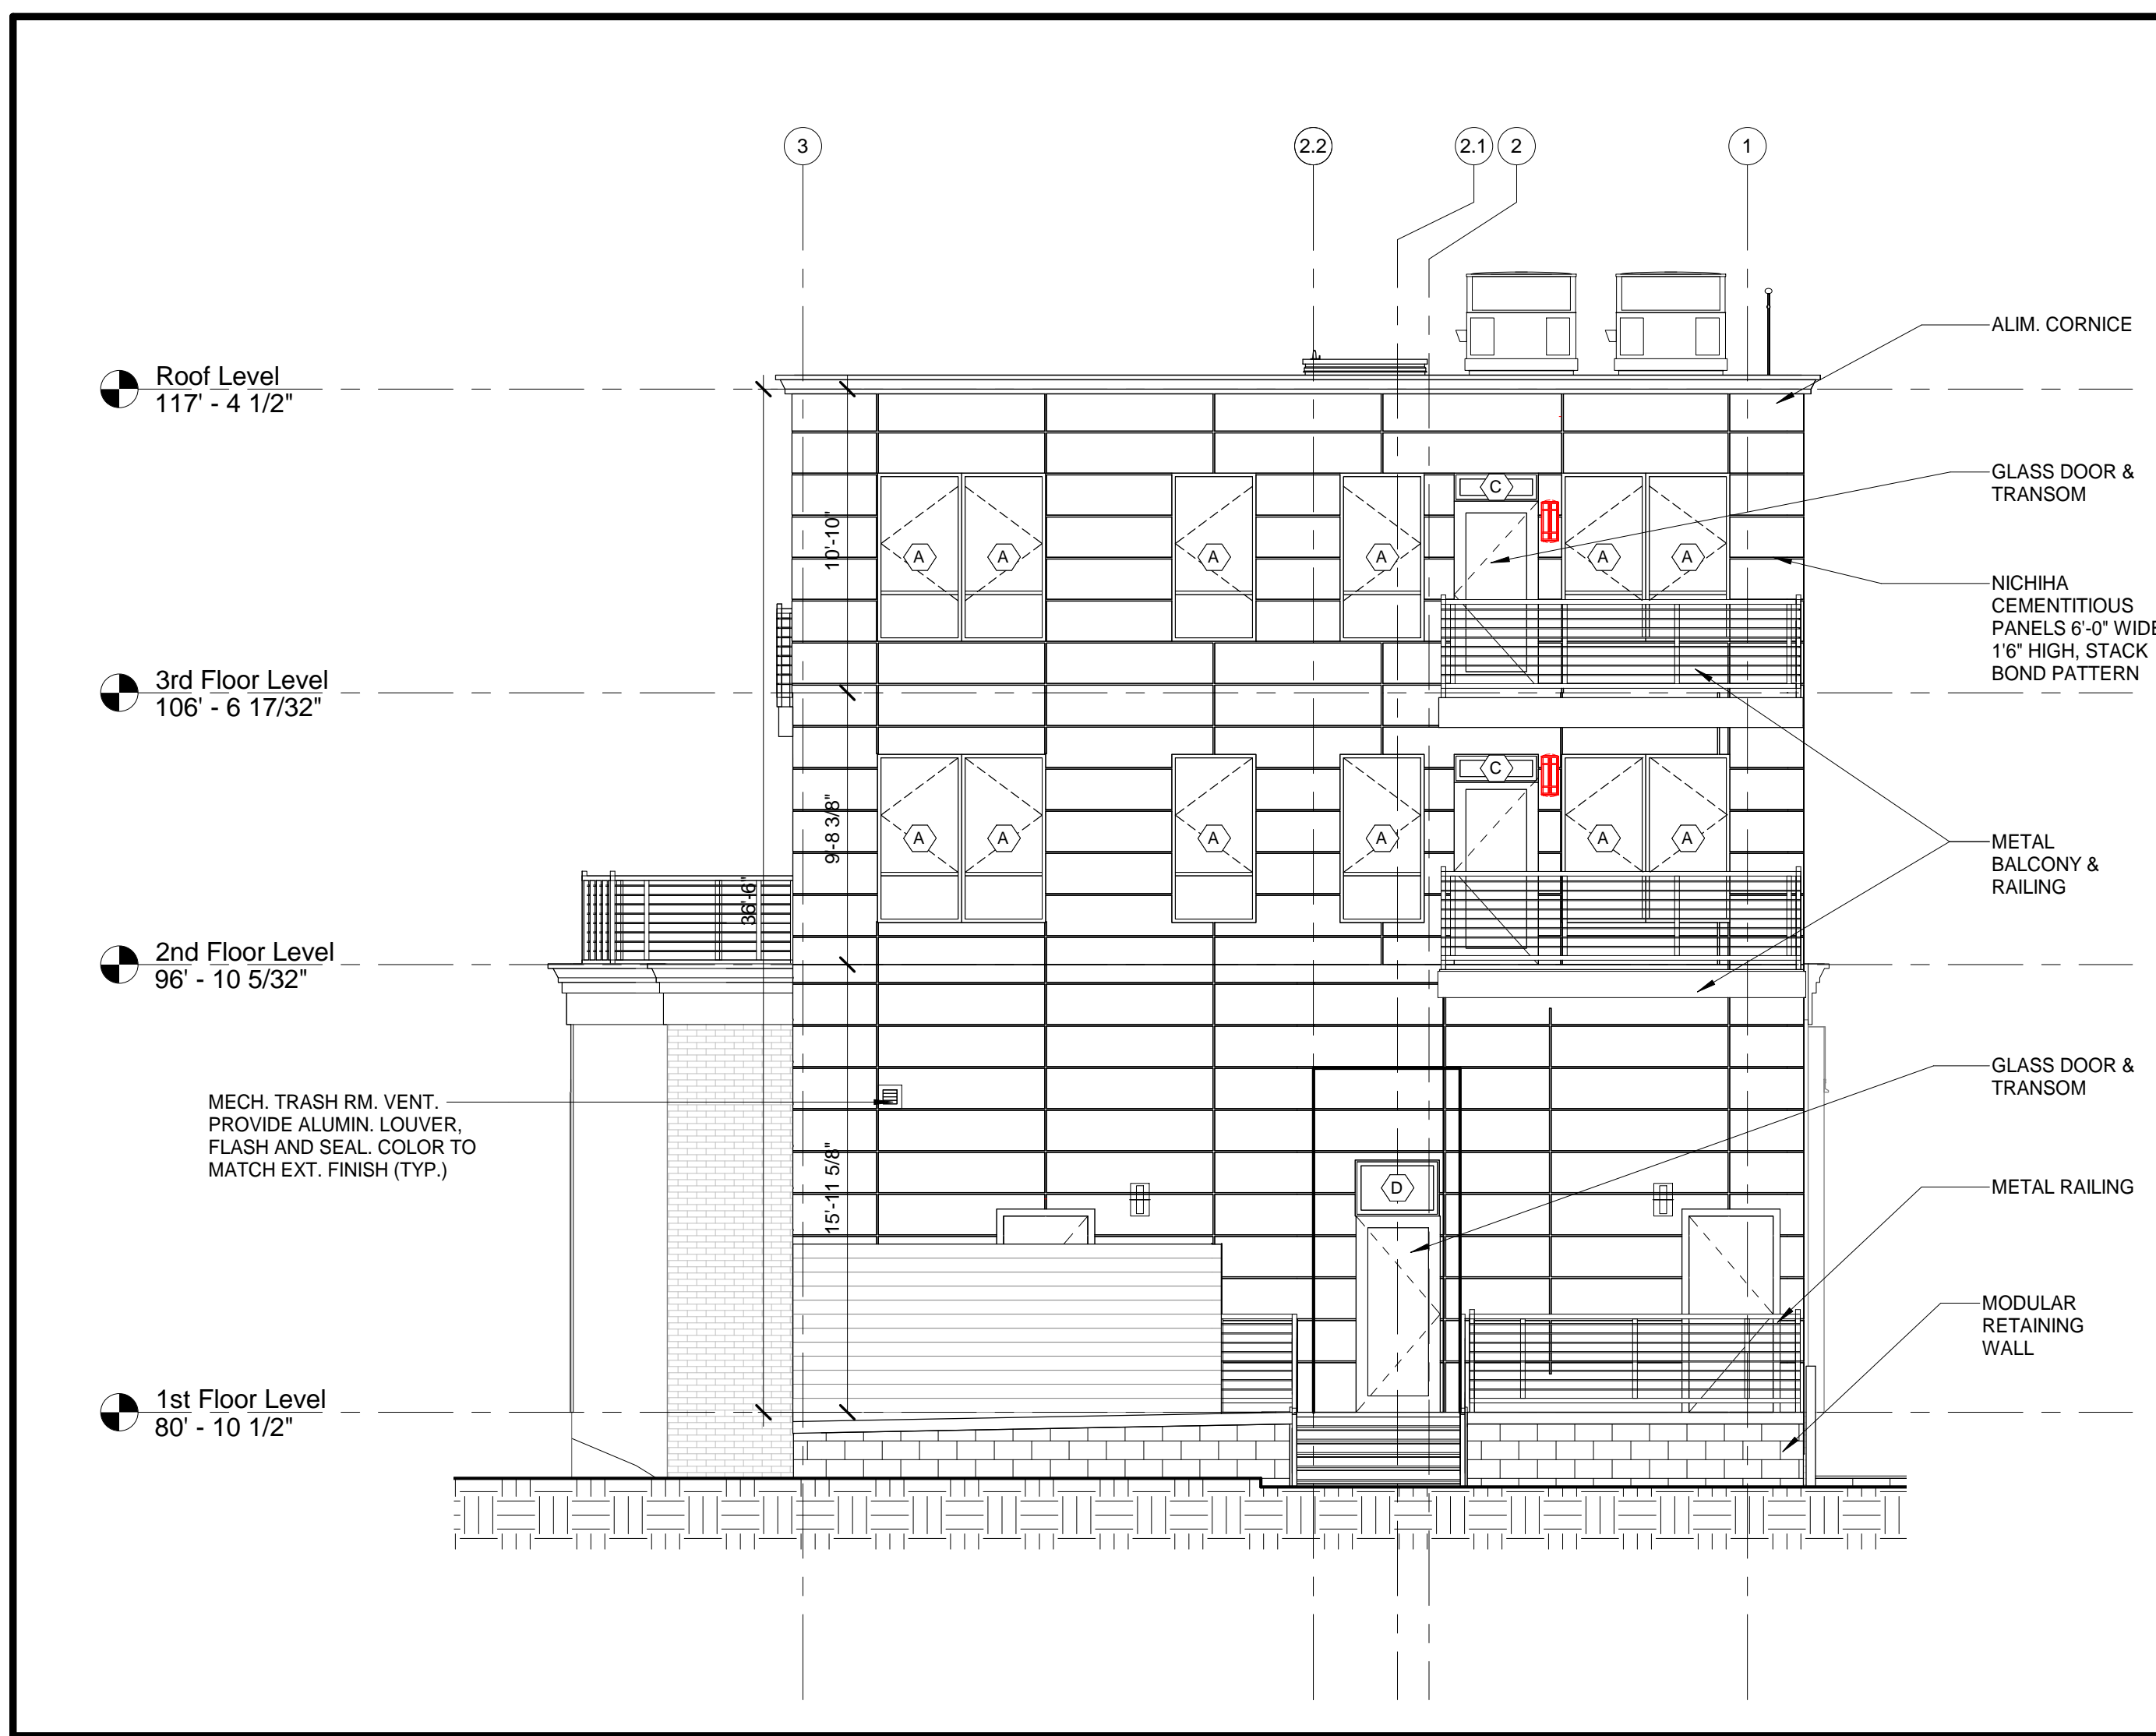 3
2.2
2.1
2
1
ALIM. CORNICE
Roof Level
117' - 4 1/2"
GLASS DOOR &
TRANSOM
C
10'-10"
A
A
A
A
A
A
NICHIHA
CEMENTITIOUS
PANELS 6'-0" WIDE
1'6" HIGH, STACK
BOND PATTERN
3rd Floor Level
106' - 6 17/32"
C
9'-8 3/8"
A
A
A
A
A
A
METAL
BALCONY &
RAILING
36'-6"
2nd Floor Level
96' - 10 5/32"
MECH. TRASH RM. VENT.
PROVIDE ALUMIN. LOUVER,
FLASH AND SEAL. COLOR TO
MATCH EXT. FINISH (TYP.)
GLASS DOOR &
TRANSOM
15'-11 5/8"
D
METAL RAILING
MODULAR
RETAINING
WALL
1st Floor Level
80' - 10 1/2"